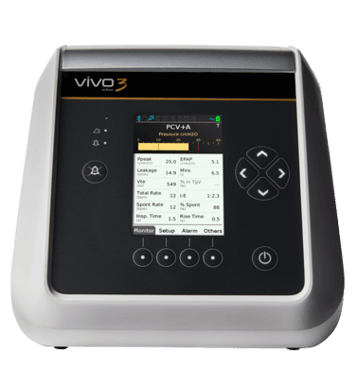 vivo 3
PCV+A
Pressure cmH2O
Ppeak 25.0 EPAP 5.1
Leakage 14.9 MVe 6.5
Vte 549 % in TgV
Total Rate 12 I:E 1:2.3
Spont Rate 12 % Spont 88
Insp. Time 1.5 Rise Time 0.5
Monitor Setup Alarm Others